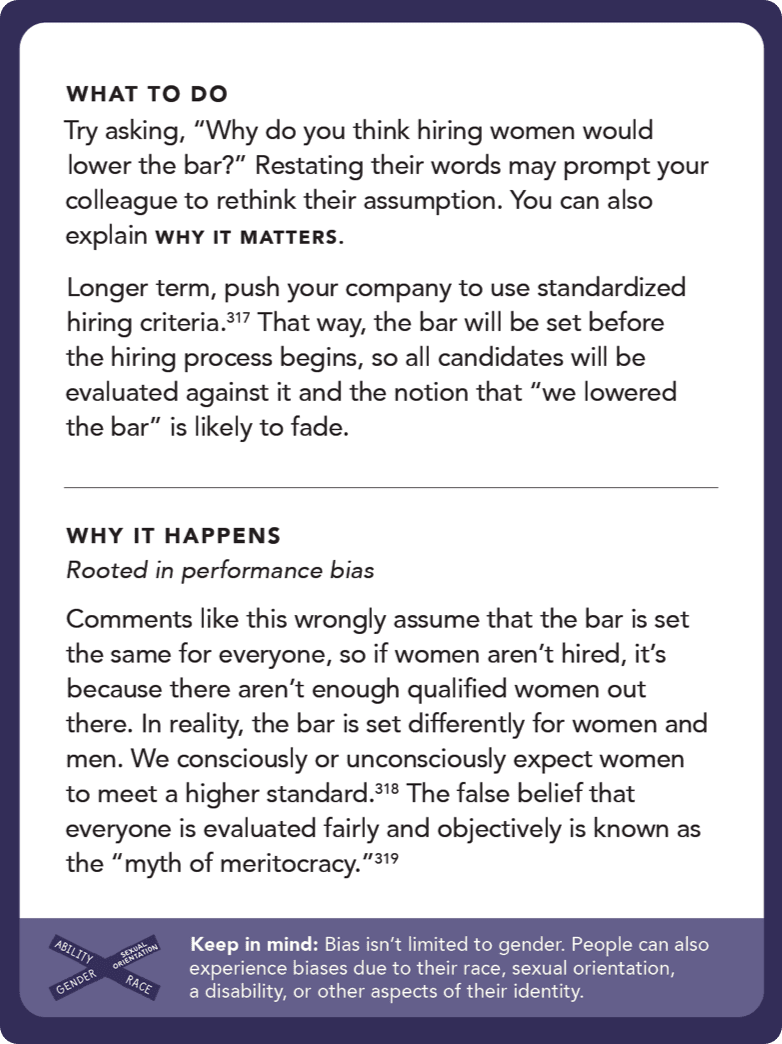 WHAT TO DO
Try asking, “Why do you think hiring women would
lower the bar?” Restating their words may prompt your
colleague to rethink their assumption. You can also
explain WHY IT MATTERS.
Longer term, push your company to use standardized
hiring criteria.³¹⁷ That way, the bar will be set before
the hiring process begins, so all candidates will be
evaluated against it and the notion that “we lowered
the bar” is likely to fade.
WHY IT HAPPENS
Rooted in performance bias
Comments like this wrongly assume that the bar is set
the same for everyone, so if women aren’t hired, it’s
because there aren’t enough qualified women out
there. In reality, the bar is set differently for women and
men. We consciously or unconsciously expect women
to meet a higher standard.³¹⁸ The false belief that
everyone is evaluated fairly and objectively is known as
the “myth of meritocracy.”³¹⁹
ABILITY
SEXUAL
ORIENTATION
GENDER
RACE
Keep in mind: Bias isn’t limited to gender. People can also
experience biases due to their race, sexual orientation,
a disability, or other aspects of their identity.